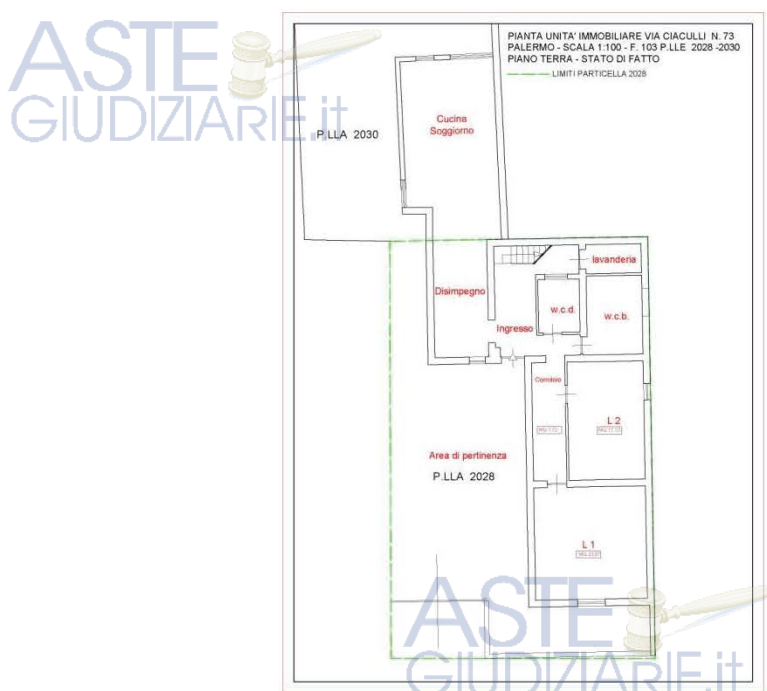 ASTE
GIUDIZIARIE.it
PIANTA UNITA' IMMOBILIARE VIA CIACULLI N. 73
PALERMO - SCALA 1:100 - F. 103 P.LLE 2028 -2030
PIANO TERRA - STATO DI FATTO
LIMITI PARTICELLA 2028
P.LLA 2030
Cucina
Soggiorno
lavanderia
Disimpegno
w.c.d.
w.c.b.
Ingresso
Corridoio
L 2
Area di pertinenza
P.LLA 2028
L 1
ASTE
GIUDIZIARIE.it